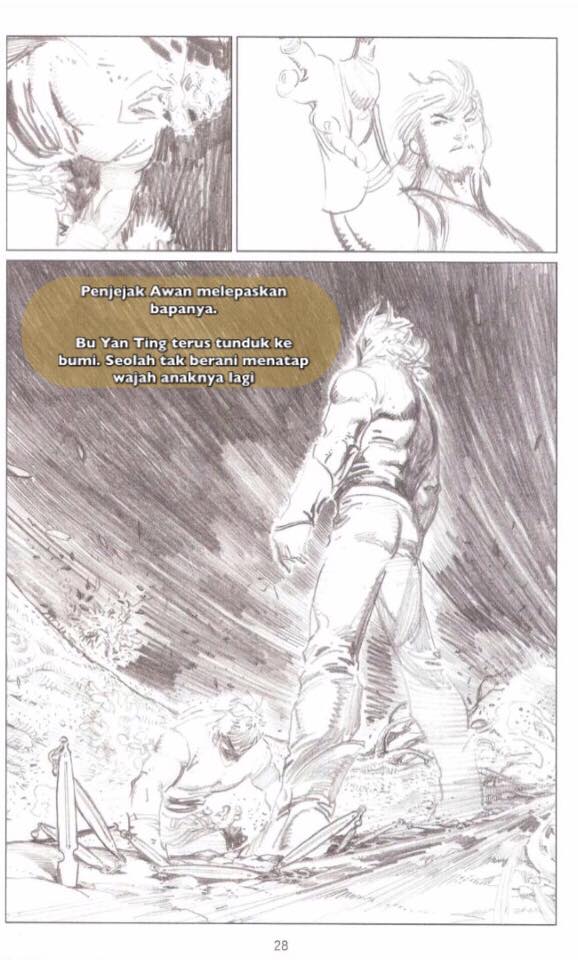 Penjejak Awan melepaskan
bapanya.
Bu Yan Ting terus tunduk ke
bumi. Seolah tak berani menatap
wajah anaknya lagi
28